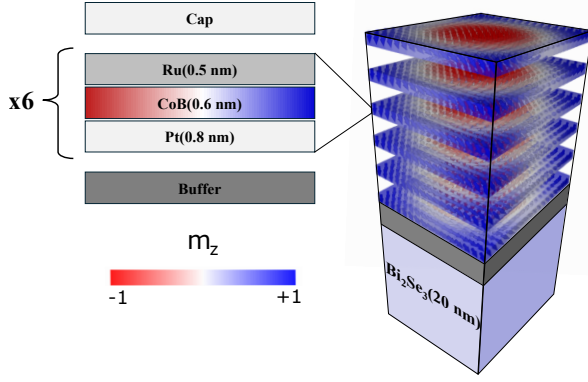 Cap
x6
Ru(0.5 nm)
CoB(0.6 nm)
Pt(0.8 nm)
Buffer
m_z
-1
+1
Bi₂Se₃(20 nm)